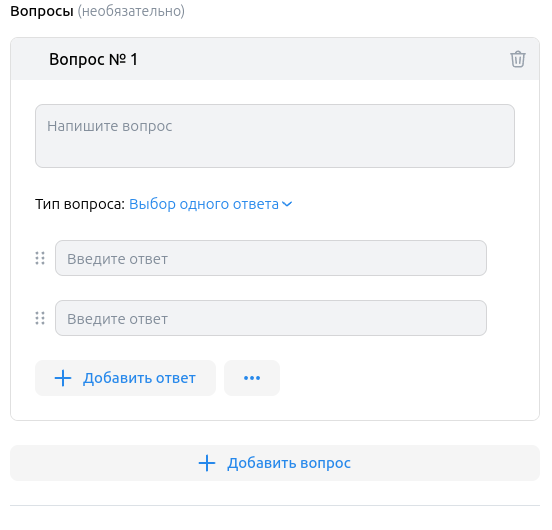 Вопросы (необязательно)
Вопрос № 1
Напишите вопрос
Тип вопроса: Выбор одного ответа
Введите ответ
Введите ответ
Добавить ответ
Добавить вопрос